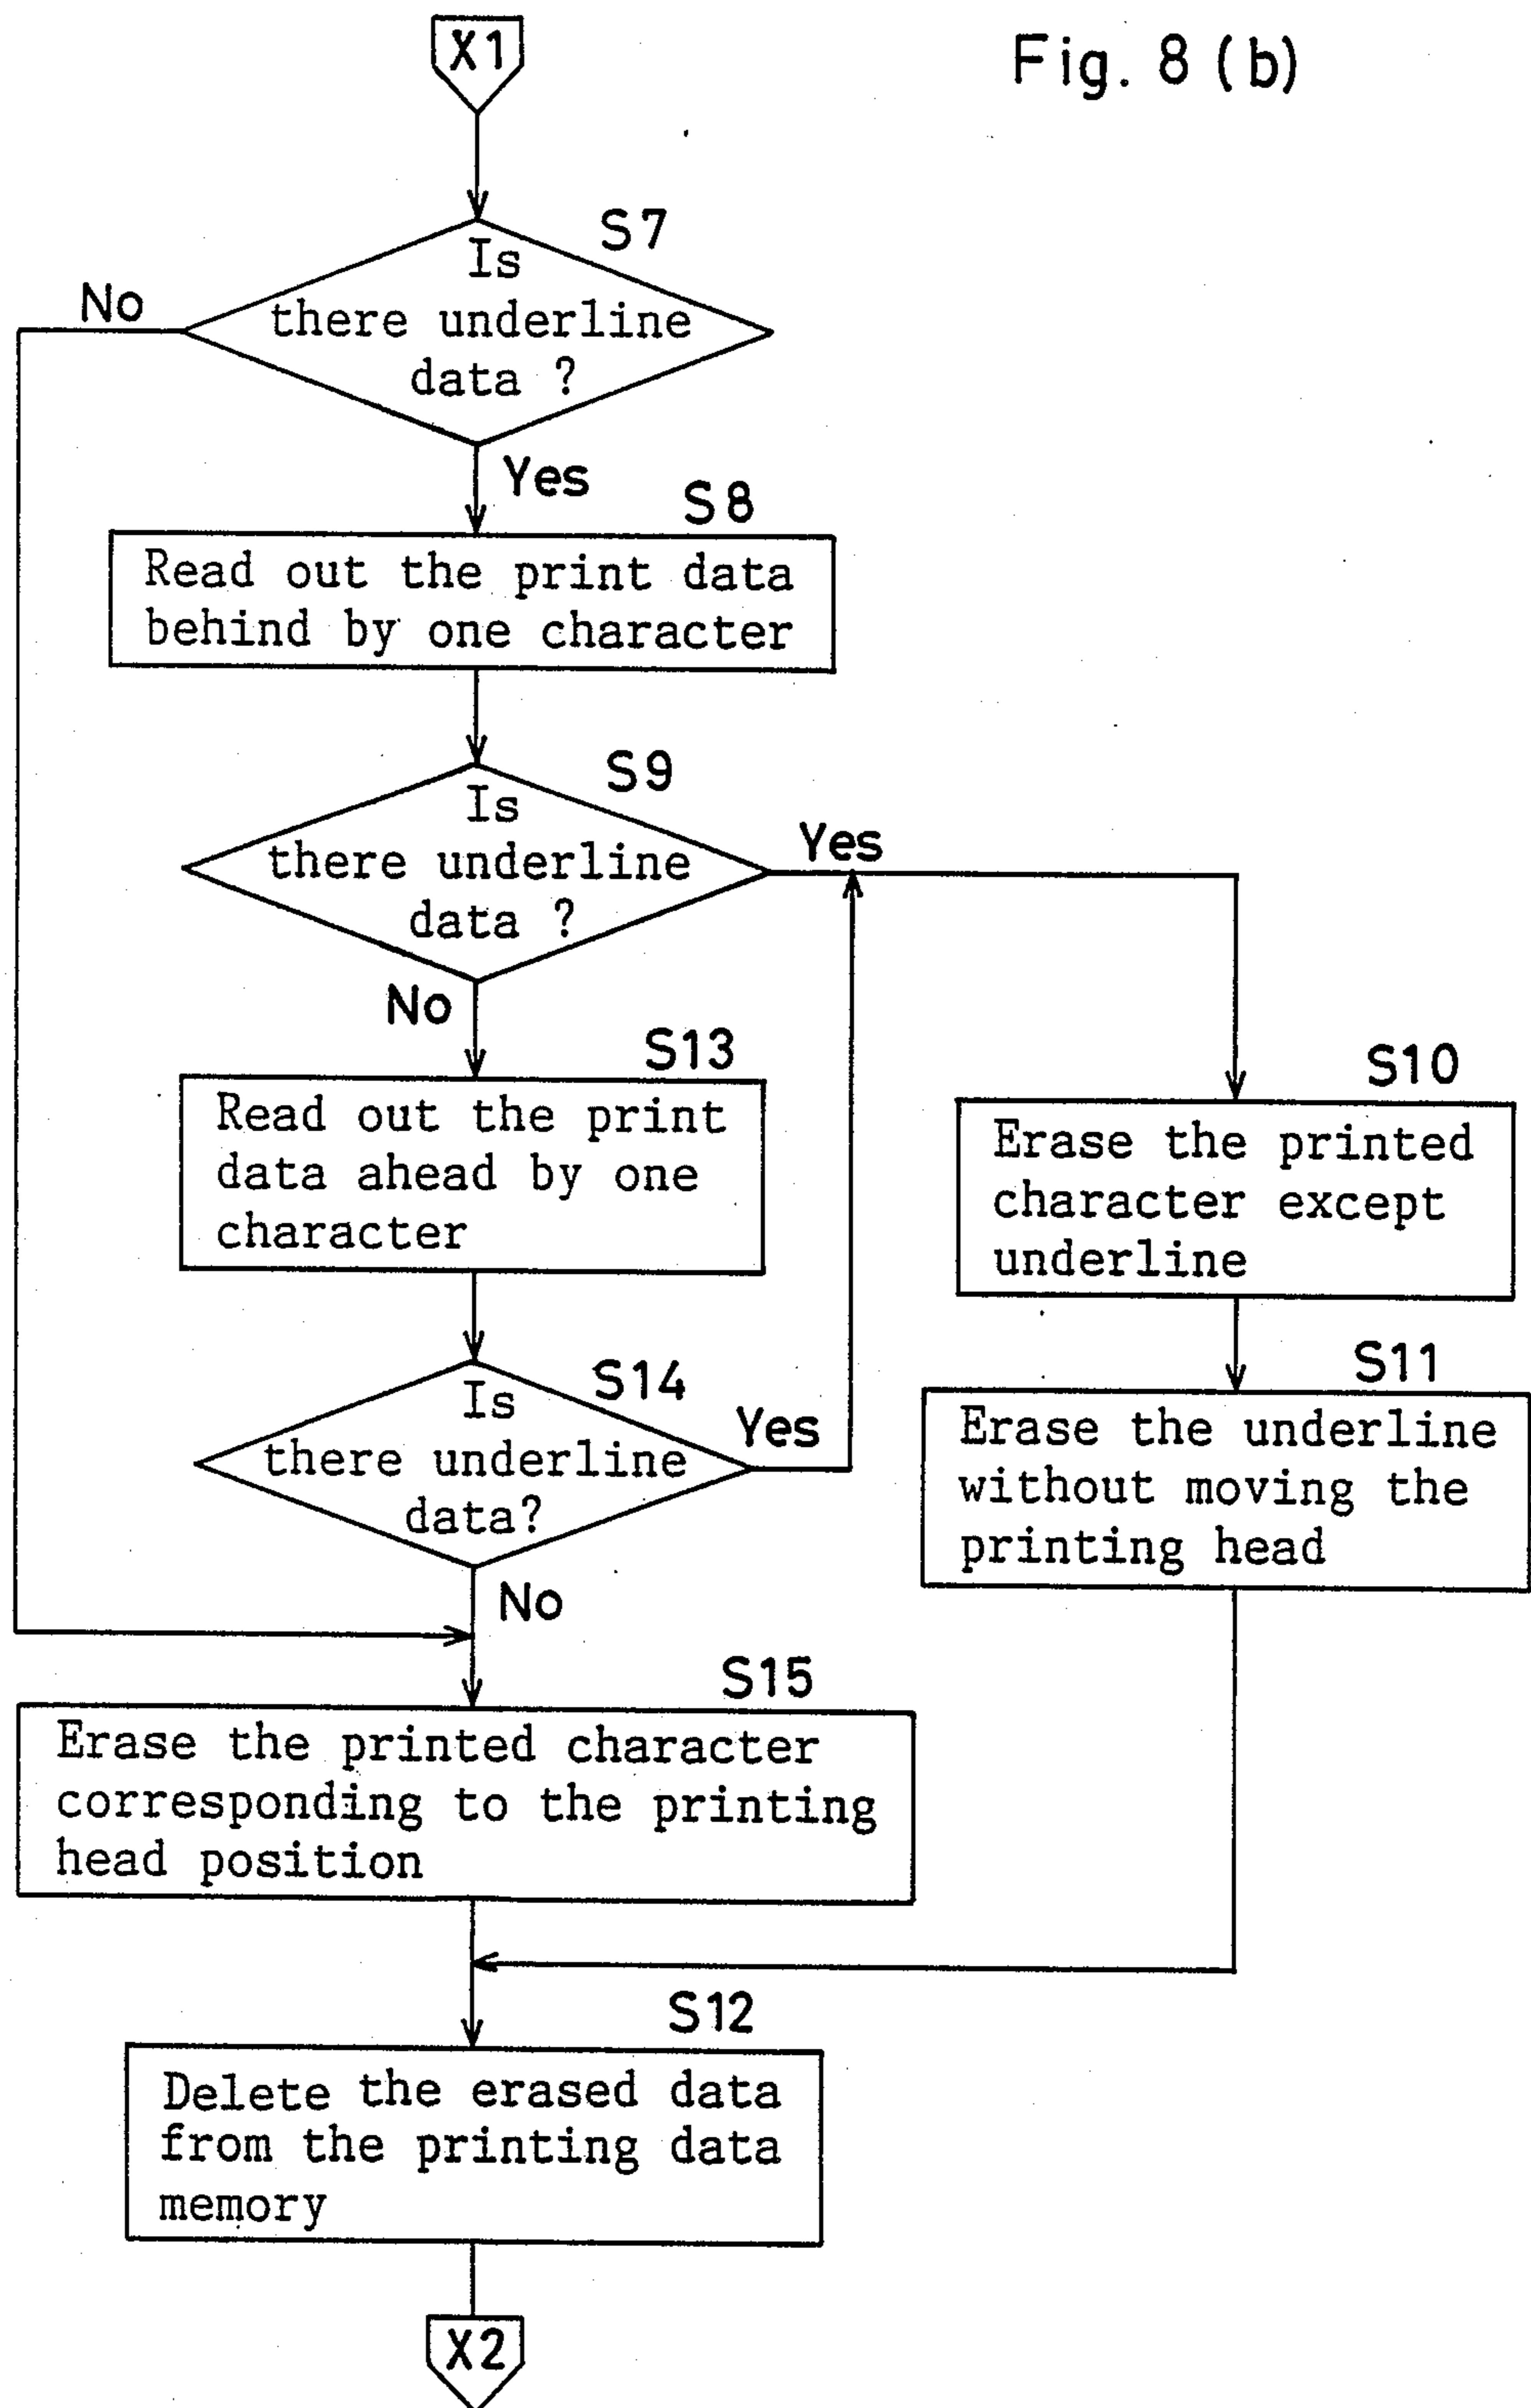 X1
Fig. 8 (b)
S7
Is
there underline
data ?
No
Yes
S8
Read out the print data
behind by one character
S9
Is
there underline
data ?
Yes
No
S13
Read out the print
data ahead by one
character
S10
Erase the printed
character except
underline
S14
Is
there underline
data?
Yes
No
S11
Erase the underline
without moving the
printing head
S15
Erase the printed character
corresponding to the printing
head position
S12
Delete the erased data
from the printing data
memory
X2